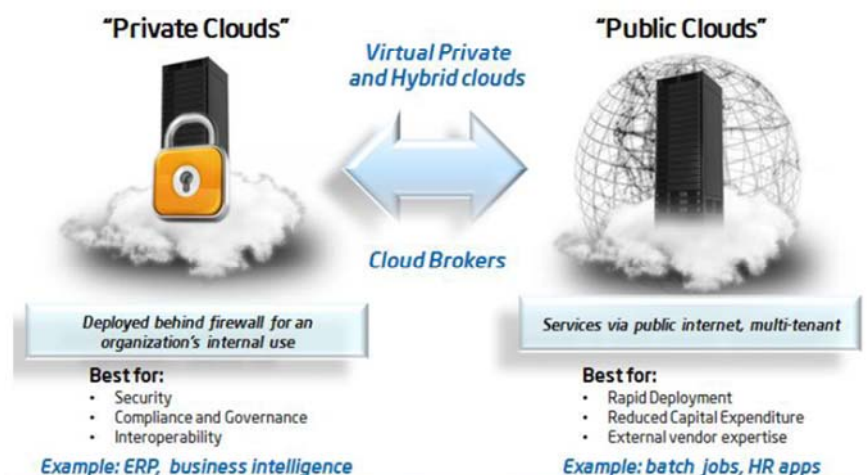 "Private Clouds"
Virtual Private
and Hybrid clouds
"Public Clouds"
Cloud Brokers
Deployed behind firewall for an
organization's internal use
Best for:
• Security
• Compliance and Governance
• Interoperability
Example: ERP, business intelligence
Services via public internet, multi-tenant
Best for:
• Rapid Deployment
• Reduced Capital Expenditure
• External vendor expertise
Example: batch jobs, HR apps